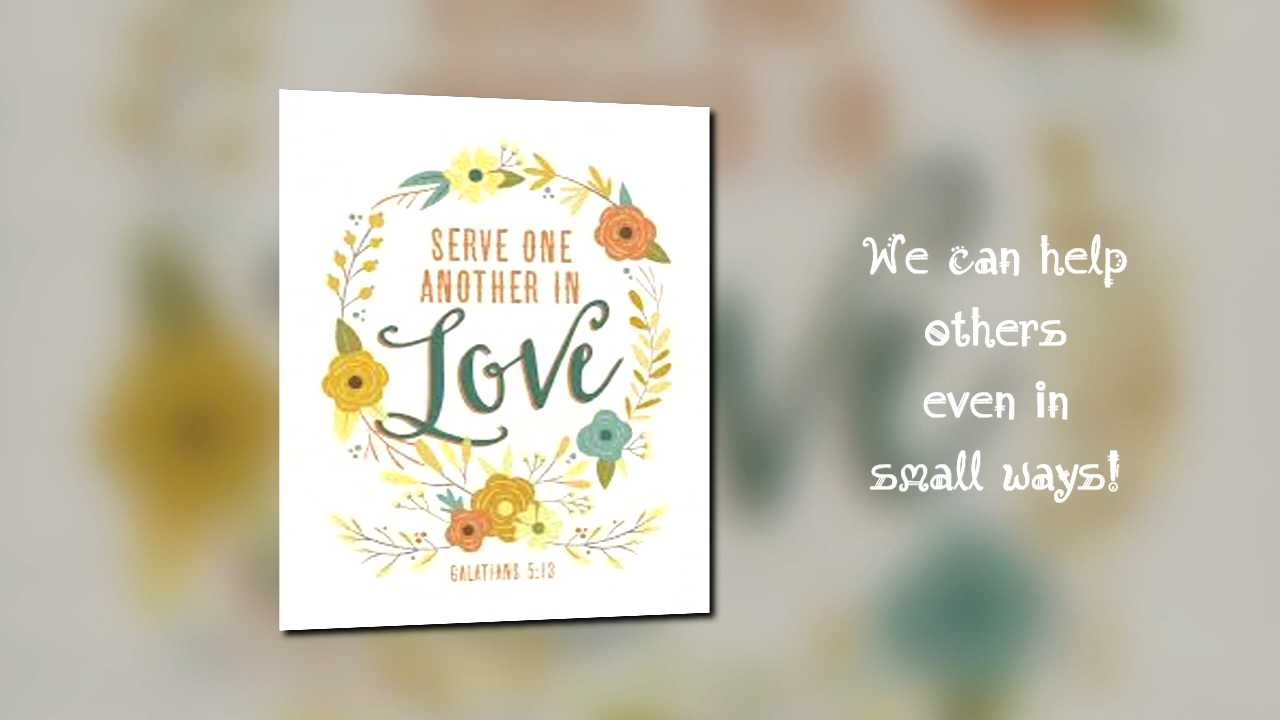 SERVE ONE
ANOTHER IN
Love
GALATIANS 5:13
We can help
others
even in
small ways!